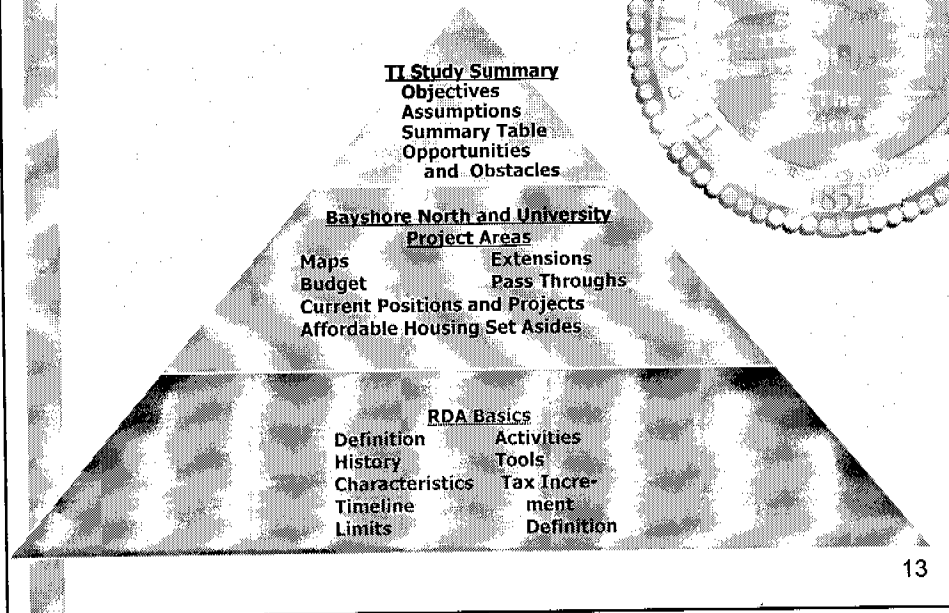 TI Study Summary
Objectives
Assumptions
Summary Table
Opportunities
and Obstacles
Bayshore North and University
Project Areas
Maps Extensions
Budget Pass Throughs
Current Positions and Projects
Affordable Housing Set Asides
RDA Basics
Definition Activities
History Tools
Characteristics Tax Incre-
Timeline ment
Limits Definition
13